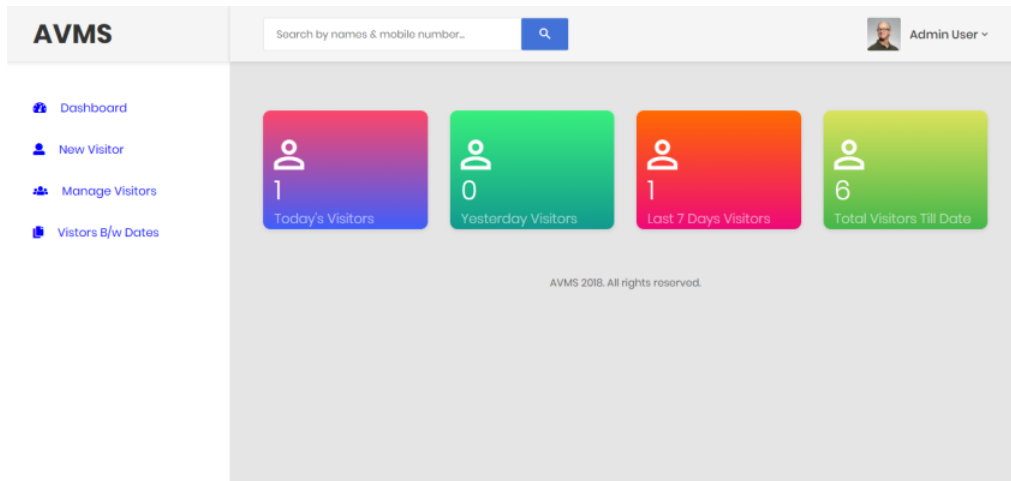 AVMS
Search by names & mobile number...
Admin User
Dashboard
New Visitor
Manage Visitors
Vistors B/w Dates
1
Today's Visitors
0
Yesterday Visitors
1
Last 7 Days Visitors
6
Total Visitors Till Date
AVMS 2018. All rights reserved.